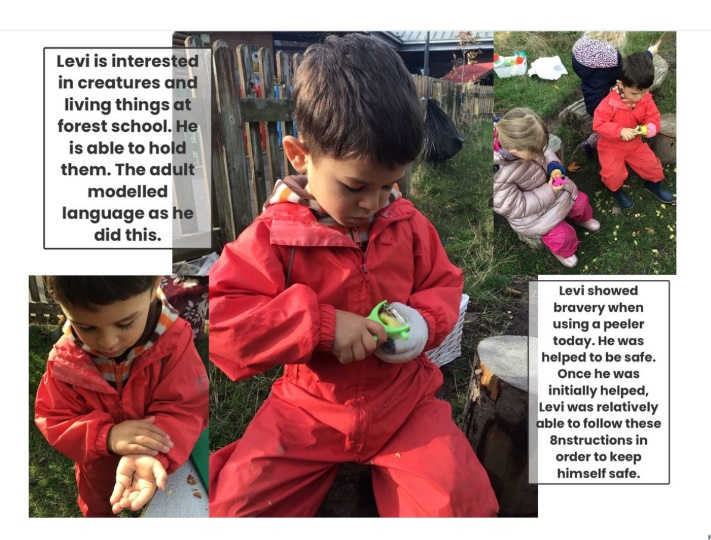 Levi is interested
in creatures and
living things at
forest school. He
is able to hold
them. The adult
modelled
language as he
did this.
Levi showed
bravery when
using a peeler
today. He was
helped to be safe.
Once he was
initially helped,
Levi was relatively
able to follow these
8nstructions in
order to keep
himself safe.